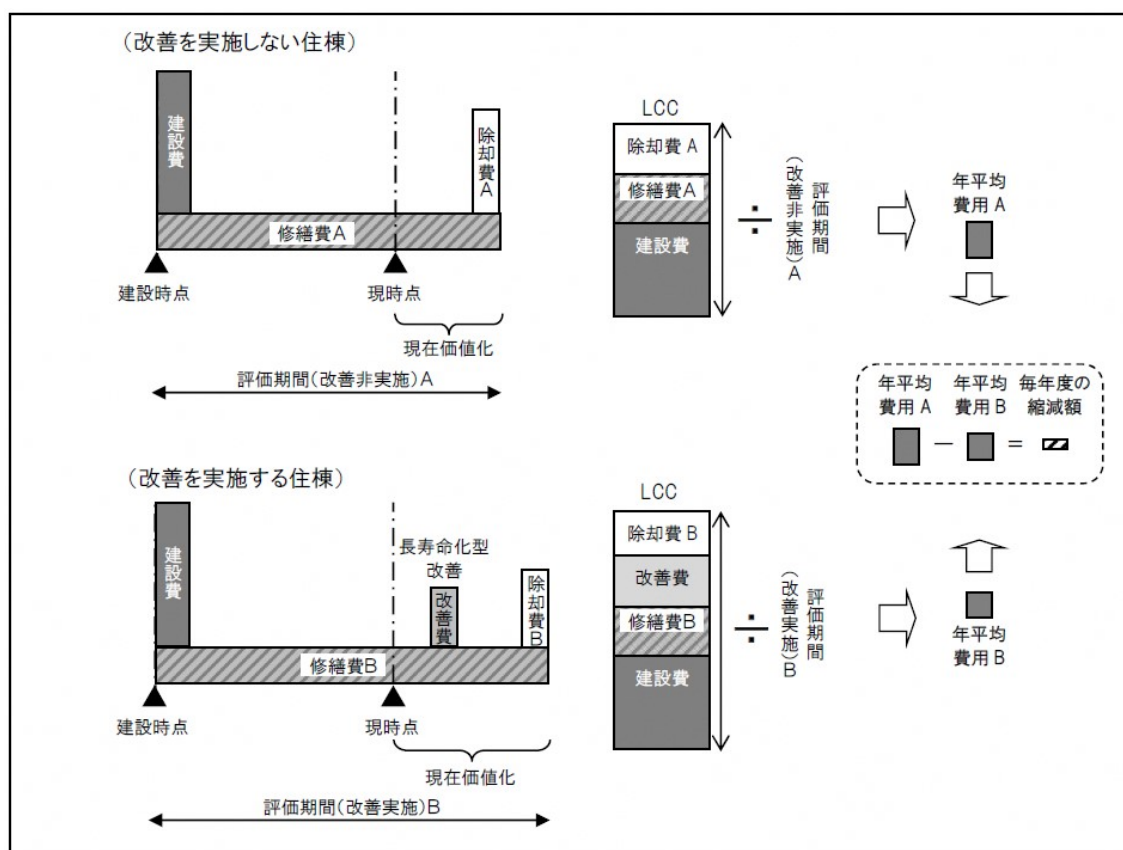 (改善を実施しない住棟)
建設費
除却費A
修繕費A
建設時点
現時点
現在価値化
評価期間(改善非実施)A
LCC
除却費 A
修繕費A
建設費
÷
評価期間
(改善非実施)A
年平均
費用 A
年平均
費用 A
年平均
費用 B
毎年度の
縮減額
－
＝
(改善を実施する住棟)
建設費
長寿命化型
改善
改善費
除却費B
修繕費B
建設時点
現時点
現在価値化
評価期間(改善実施)B
LCC
除却費 B
改善費
修繕費B
建設費
÷
評価期間
(改善実施)B
年平均
費用 B